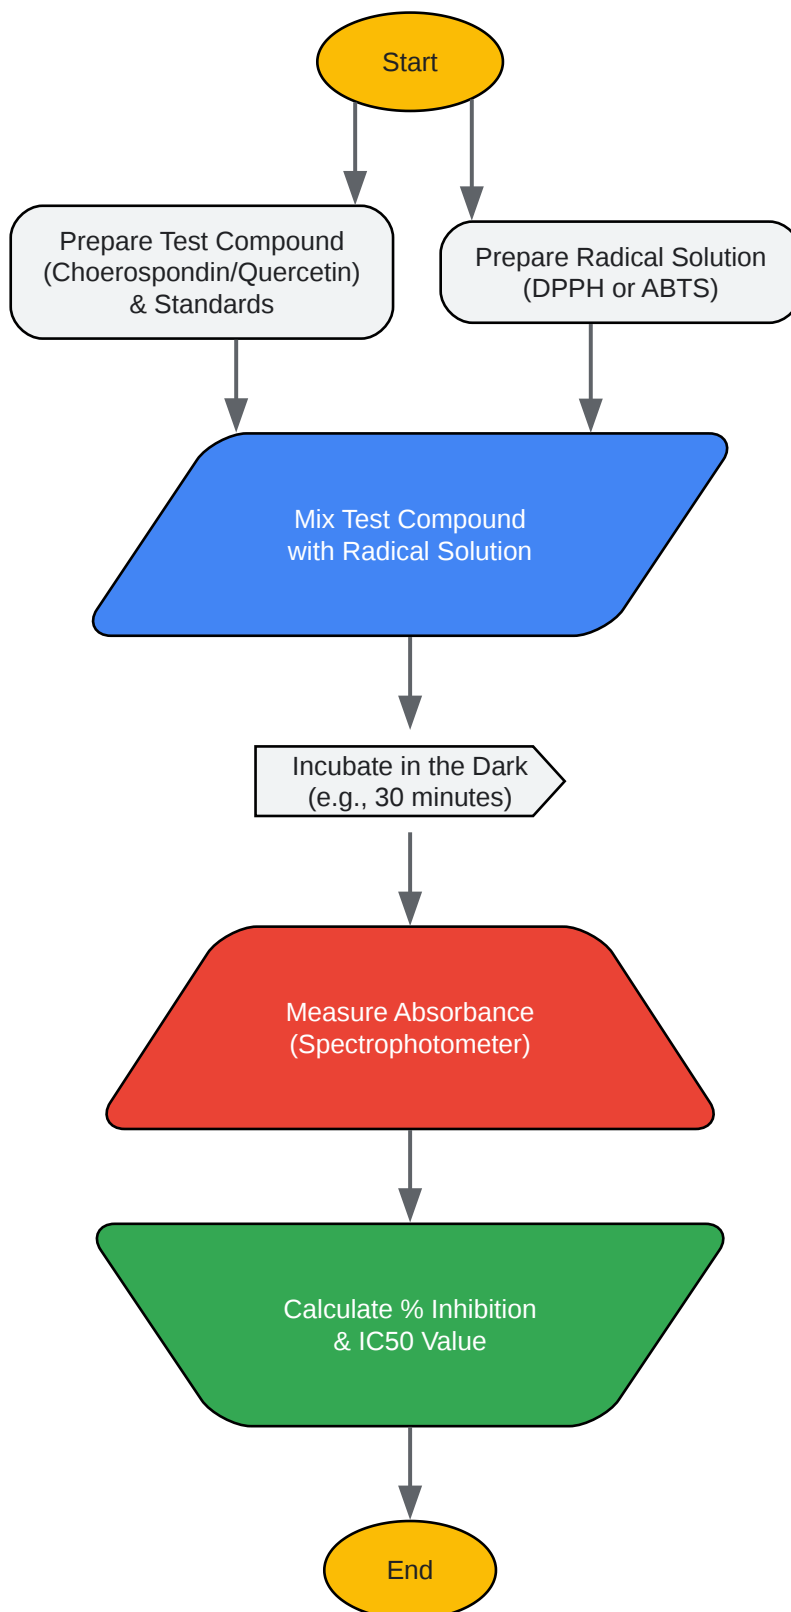 Start
Prepare Test Compound
(Choerospondin/Quercetin)
& Standards
Prepare Radical Solution
(DPPH or ABTS)
Mix Test Compound
with Radical Solution
Incubate in the Dark
(e.g., 30 minutes)
Measure Absorbance
(Spectrophotometer)
Calculate % Inhibition
& IC50 Value
End